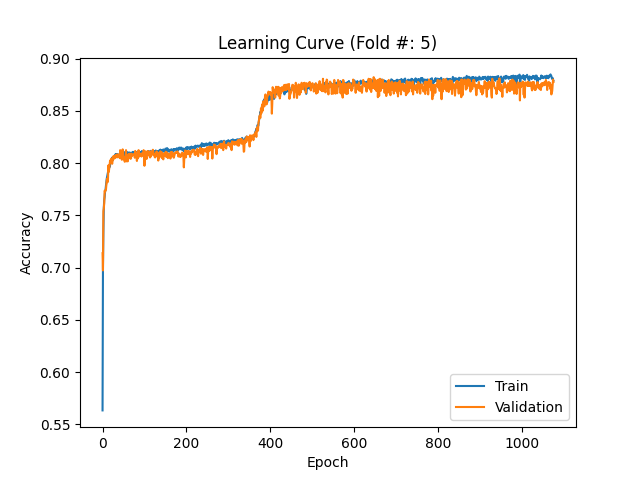 Learning Curve (Fold #: 5)
0.90
0.85
0.80
0.75
0.70
0.65
0.60
0.55
Accuracy
0 200 400 600 800 1000
Epoch
Train
Validation